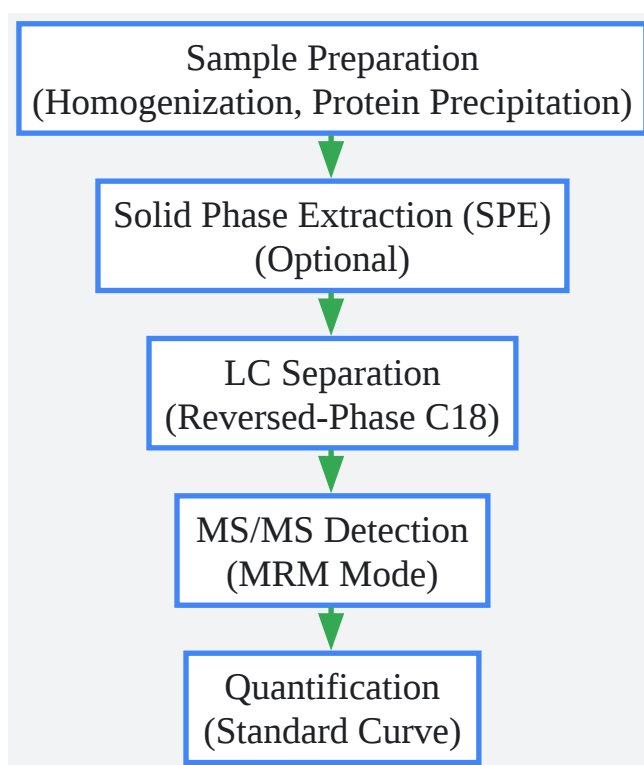 Sample Preparation
(Homogenization, Protein Precipitation)
Solid Phase Extraction (SPE)
(Optional)
LC Separation
(Reversed-Phase C18)
MS/MS Detection
(MRM Mode)
Quantification
(Standard Curve)